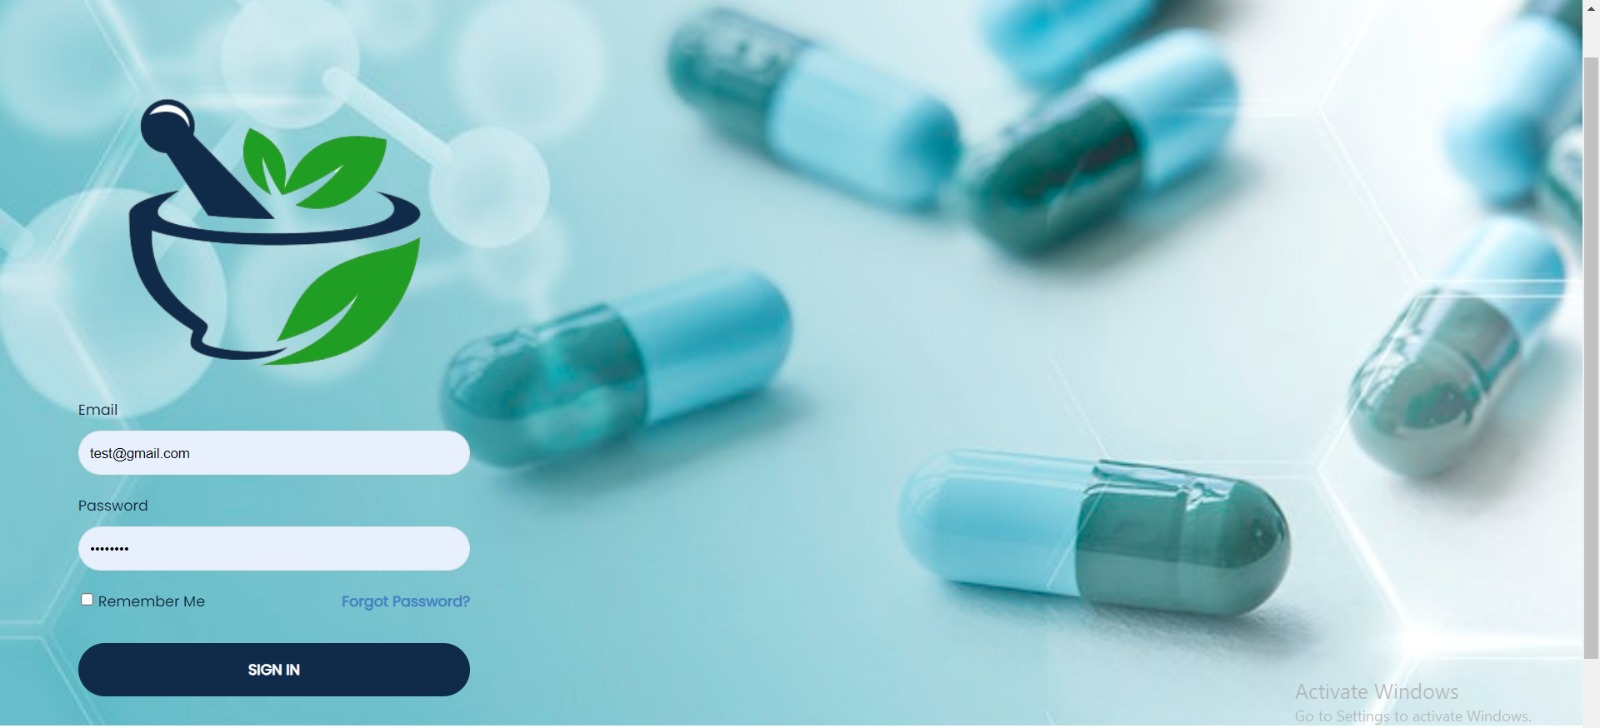 Email
test@gmail.com
Password
••••••••
Remember Me
Forgot Password?
SIGN IN
Activate Windows
Go to Settings to activate Windows.